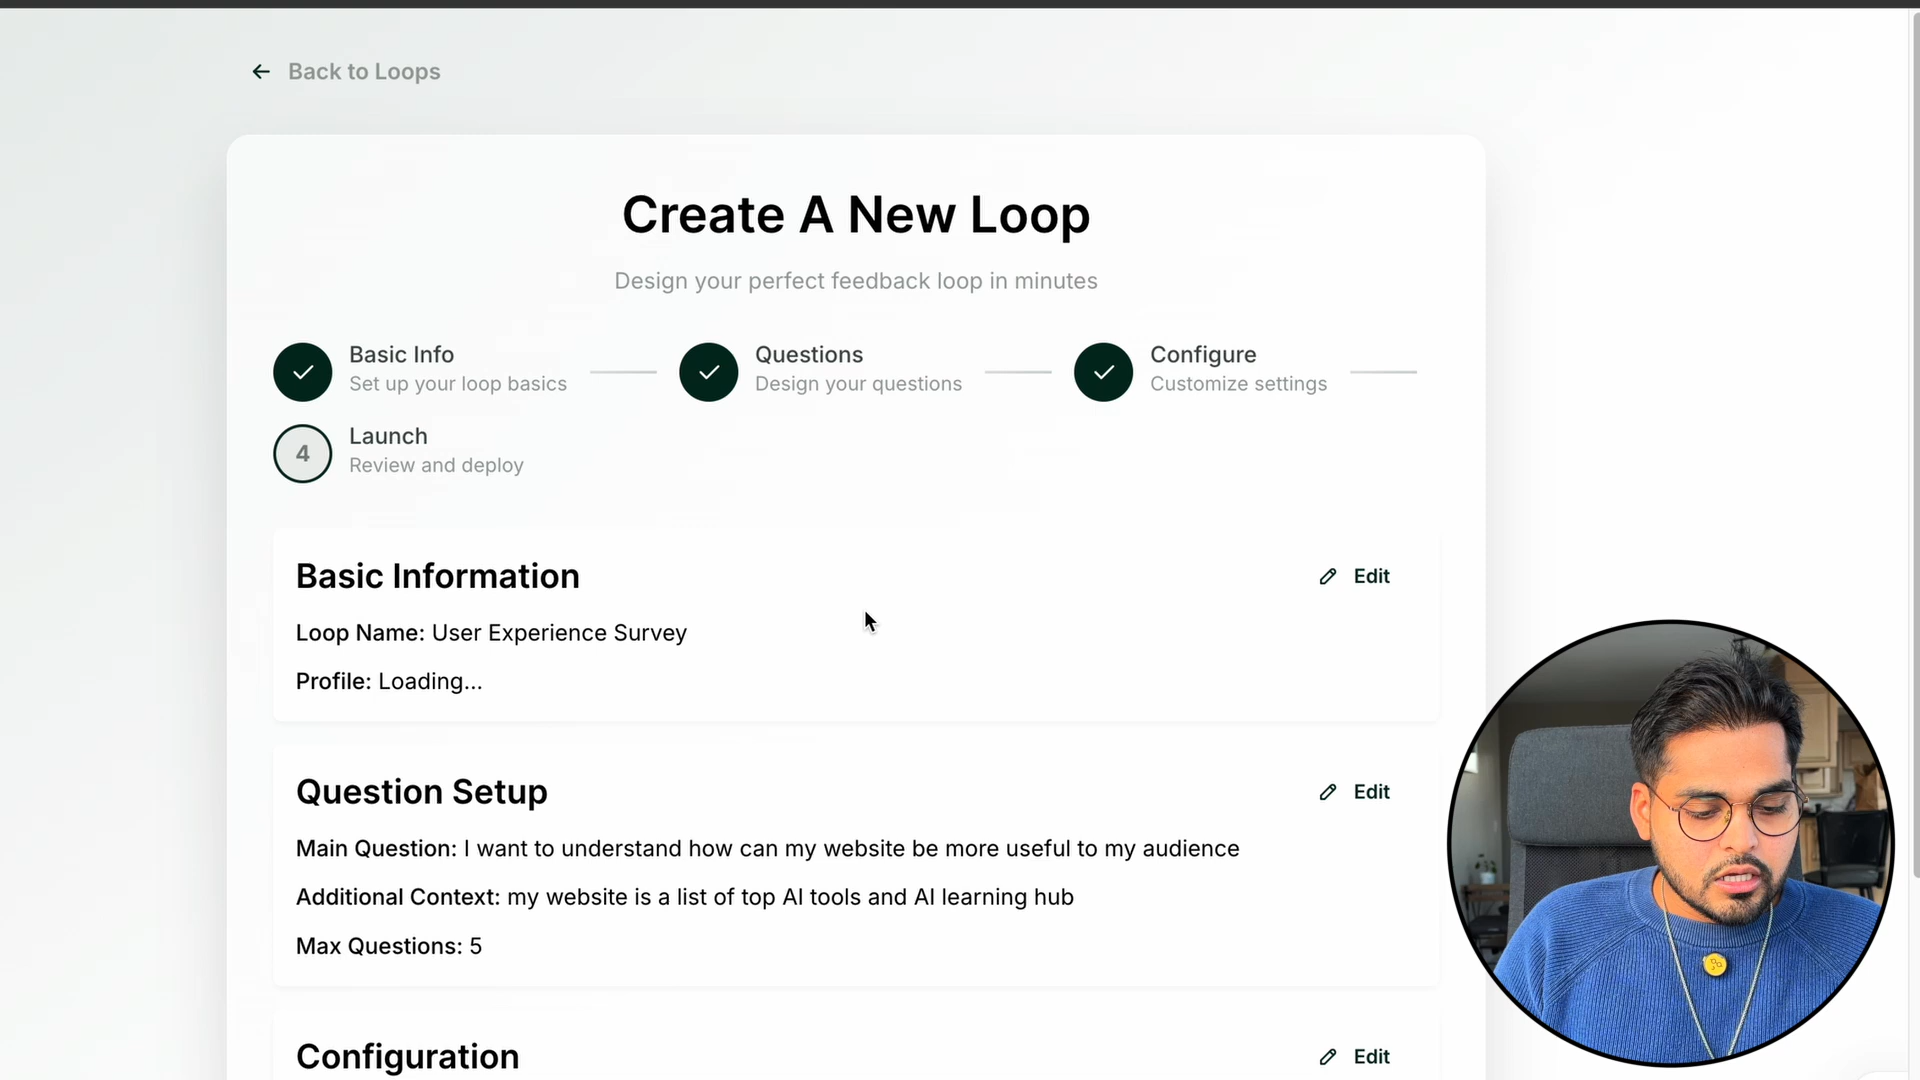 Back to Loops
Create A New Loop
Design your perfect feedback loop in minutes
Basic Info
Set up your loop basics
Questions
Design your questions
Configure
Customize settings
4
Launch
Review and deploy
Basic Information
Edit
Loop Name: User Experience Survey
Profile: Loading...
Question Setup
Edit
Main Question: I want to understand how can my website be more useful to my audience
Additional Context: my website is a list of top AI tools and AI learning hub
Max Questions: 5
Configuration
Edit